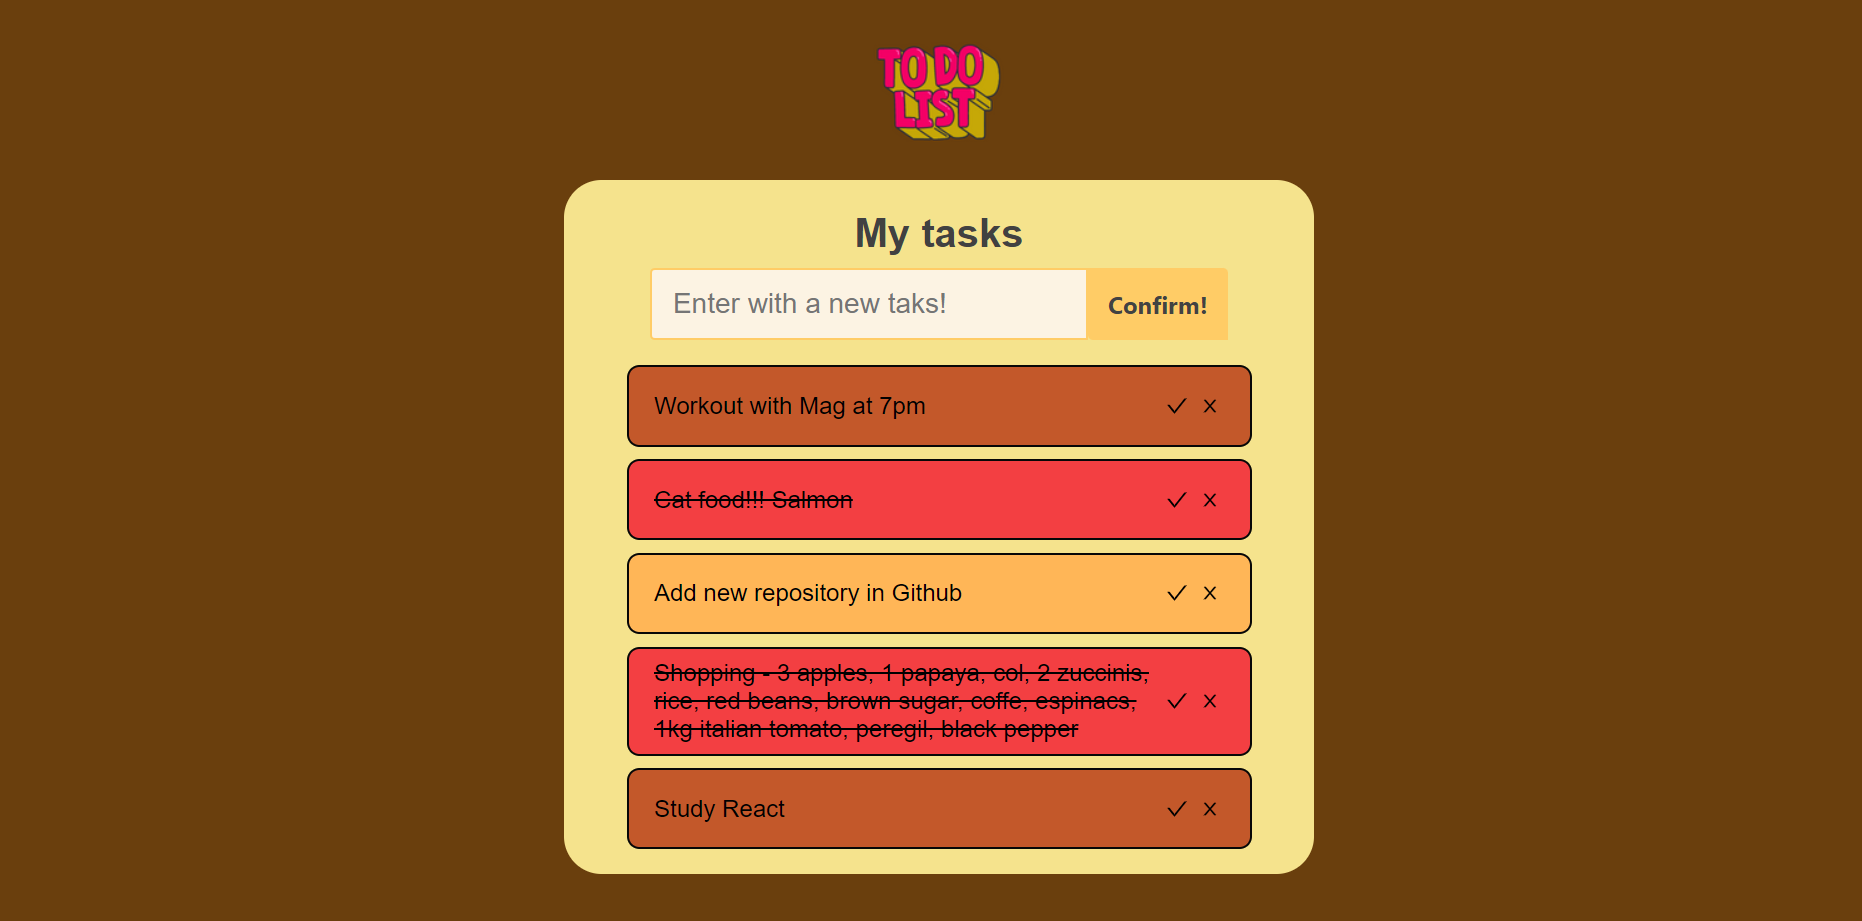 TO DO
LIST
My tasks
Enter with a new taks!
Confirm!
Workout with Mag at 7pm
Cat food!!! Salmon
Add new repository in Github
Shopping - 3 apples, 1 papaya, col, 2 zuccinis,
rice, red beans, brown sugar, coffe, espinacs,
1kg italian tomato, peregil, black pepper
Study React